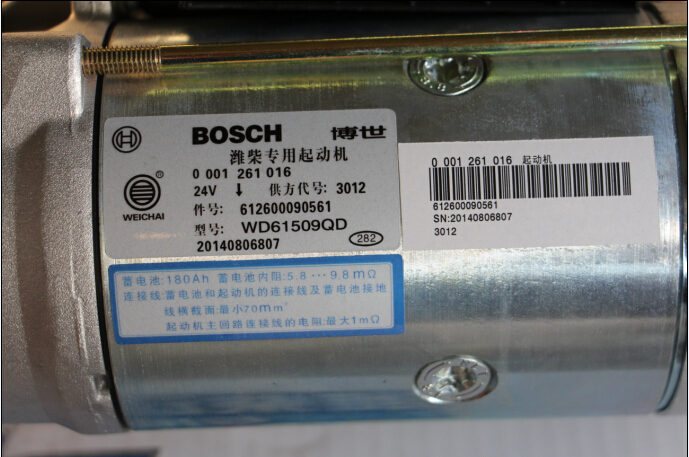 BOSCH 博世
潍柴专用起动机
0 001 261 016
24V ↓ 供方代号: 3012
WEICHAI
件号: 612600090561
型号: WD61509QD
20140806807
282
0 001 261 016 起动机
612600090561
SN:20140806807
3012
蓄电池:180Ah 蓄电池内阻:5.8…9.8mΩ
连接线:蓄电池和起动机的连接线及蓄电池接地
线横截面:最小70mm²
起动机主回路连接线的电阻:最大1mΩ